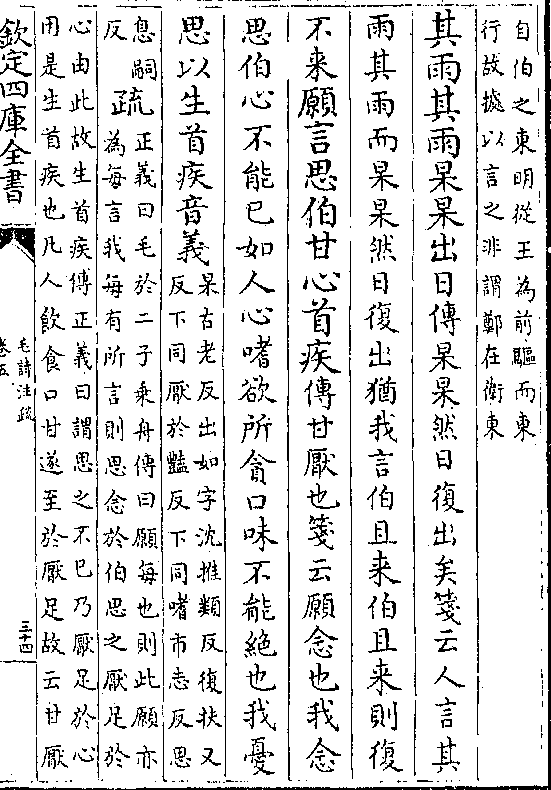 自伯之東明從王為前驅而東
行故據以言之非謂鄭在衛東
其雨其雨杲杲出日傳杲杲然日復出矣箋云人言其
雨其雨而杲杲然日復出猶我言伯且来伯且来則復
不来願言思伯甘心首疾傳甘厭也箋云願念也我念
思伯心不能已如人心嗜欲所貪口味不能絶也我憂
思以生首疾音義
杲古老反出如字沈推類反復扶又
反下同厭於豔反下同嗜市志反思
息嗣
反
疏
正義曰毛於二子乘舟傳曰願每也則此願亦
為每言我每有所言則思念於伯思之厭足於
心由此故生首疾傳正義曰謂思之不已乃厭足於心
用是生首疾也凡人飲食口甘遂至於厭足故云甘厭
欽定四庫全書
毛詩注疏
卷五
三十四